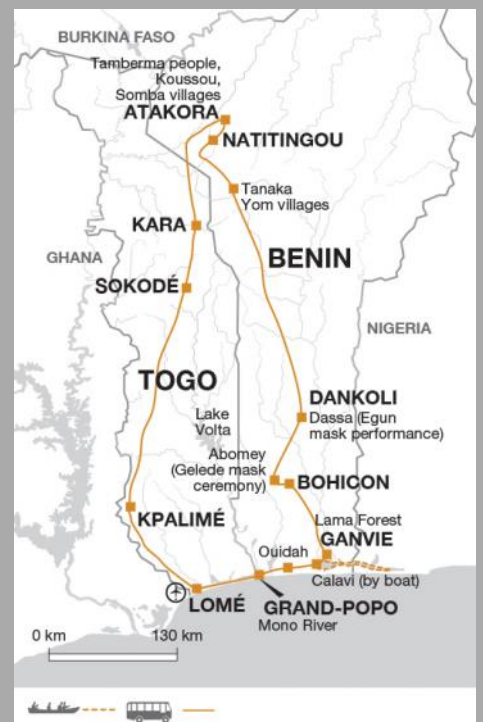 BURKINA FASO
Tamberma people,
Koussou,
Somba villages
ATAKORA
NATITINGOU
Tanaka
Yom villages
KARA
BENIN
GHANA
SOKODÉ
NIGERIA
TOGO
DANKOLI
Dassa (Egun
mask performance)
Lake
Volta
Abomey
(Gelede mask
ceremony)
BOHICON
KPALIMÉ
Lama Forest
GANVIE
Ouidah
Calavi (by boat)
LOMÉ
GRAND-POPO
Mono River
0 km
130 km